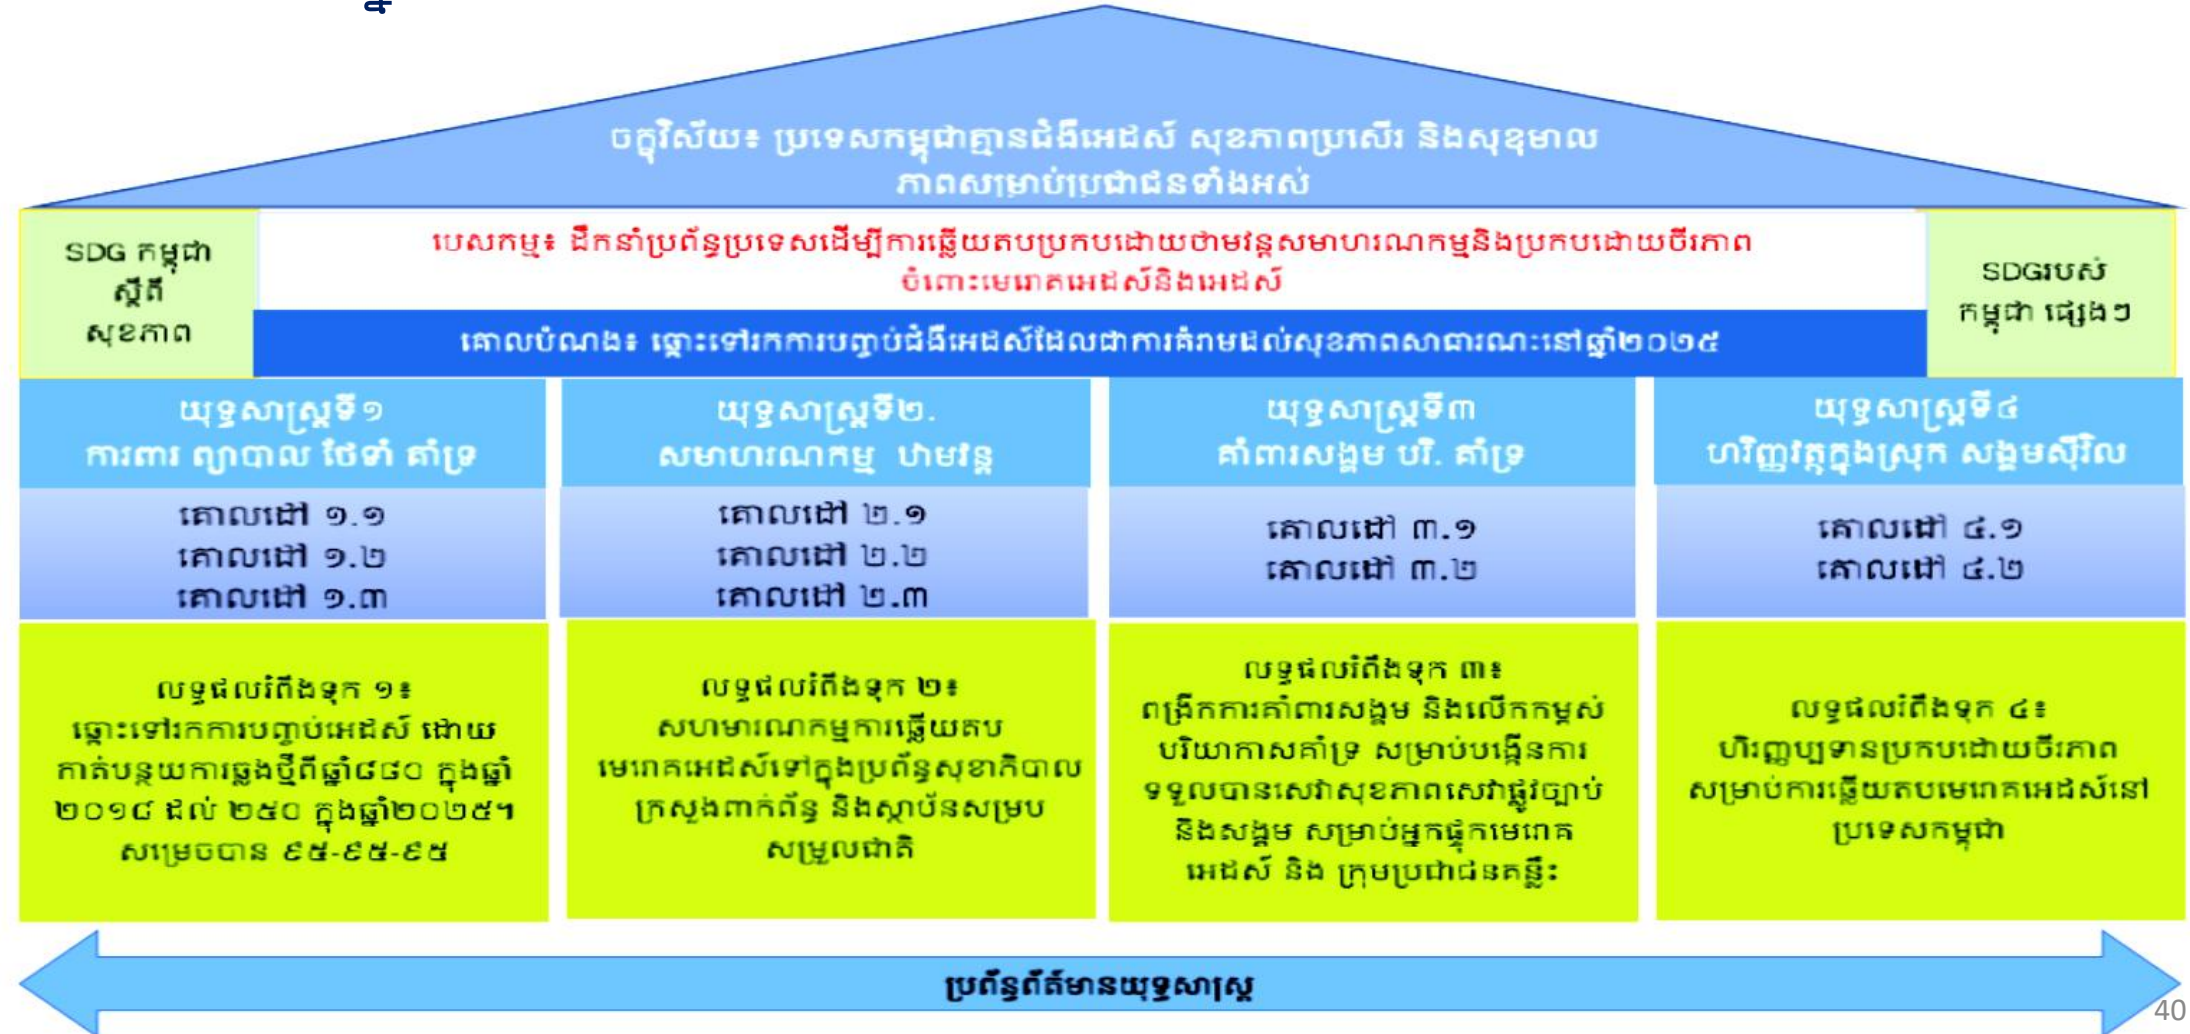 ចក្ខុវិស័យ៖ ប្រទេសកម្ពុជាគ្មានជំងឺអេដស៍ សុខភាពប្រសើរ និងសុខុមាល
ភាពសម្រាប់ប្រជាជនទាំងអស់
SDG កម្ពុជា
ស្តីពី
សុខភាព
បេសកម្ម៖ ដឹកនាំប្រព័ន្ធប្រទេសដើម្បីការឆ្លើយតបប្រកបដោយថាមវន្តសមាហរណកម្មនិងប្រកបដោយចីរភាព
ចំពោះមេរោគអេដស៍និងអេដស៍
SDGរបស់
កម្ពុជា ផ្សេងៗ
គោលបំណង៖ ឆ្ពោះទៅរកការបញ្ចប់ជំងឺអេដស៍ដែលជាការគំរាមដល់សុខភាពសាធារណៈនៅឆ្នាំ២០២៥
យុទ្ធសាស្ត្រទី១
ការពារ ព្យាបាល ថែទាំ គាំទ្រ
គោលដៅ ១.១
គោលដៅ ១.២
គោលដៅ ១.៣
លទ្ធផលរំពឹងទុក ១៖
ឆ្ពោះទៅរកការបញ្ចប់អេដស៍ ដោយ
កាត់បន្ថយការឆ្លងថ្មីពីឆ្នាំ៨៨០ ក្នុងឆ្នាំ
២០១៨ ដល់ ២៥០ ក្នុងឆ្នាំ២០២៥។
សម្រេចបាន ៩៥-៩៥-៩៥
យុទ្ធសាស្ត្រទី២.
សមាហរណកម្ម ឋាមវន្ត
គោលដៅ ២.១
គោលដៅ ២.២
គោលដៅ ២.៣
លទ្ធផលរំពឹងទុក ២៖
សហមារណកម្មការឆ្លើយតប
មេរោគអេដស៍ទៅក្នុងប្រព័ន្ធសុខាភិបាល
ក្រសួងពាក់ព័ន្ធ និងស្ថាប័នសម្រប
សម្រួលជាតិ
យុទ្ធសាស្ត្រទី៣
គាំពារសង្គម បរិ. គាំទ្រ
គោលដៅ ៣.១
គោលដៅ ៣.២
លទ្ធផលរំពឹងទុក ៣៖
ពង្រីកការគាំពារសង្គម និងលើកកម្ពស់
បរិយាកាសគាំទ្រ សម្រាប់បង្កើនការ
ទទួលបានសេវាសុខភាពសេវាផ្លូវច្បាប់
និងសង្គម សម្រាប់អ្នកផ្ទុកមេរោគ
អេដស៍ និង ក្រុមប្រជាជនគន្លឹះ
យុទ្ធសាស្ត្រទី៤
ហរិញ្ញវត្ថុក្នុងស្រុក សង្គមស៊ីវិល
គោលដៅ ៤.១
គោលដៅ ៤.២
លទ្ធផលរំពឹងទុក ៤៖
ហិរញ្ញប្បទានប្រកបដោយចីរភាព
សម្រាប់ការឆ្លើយតបមេរោគអេដស៍នៅ
ប្រទេសកម្ពុជា
ប្រព័ន្ធព័ត៌មានយុទ្ធសាស្ត្រ
40